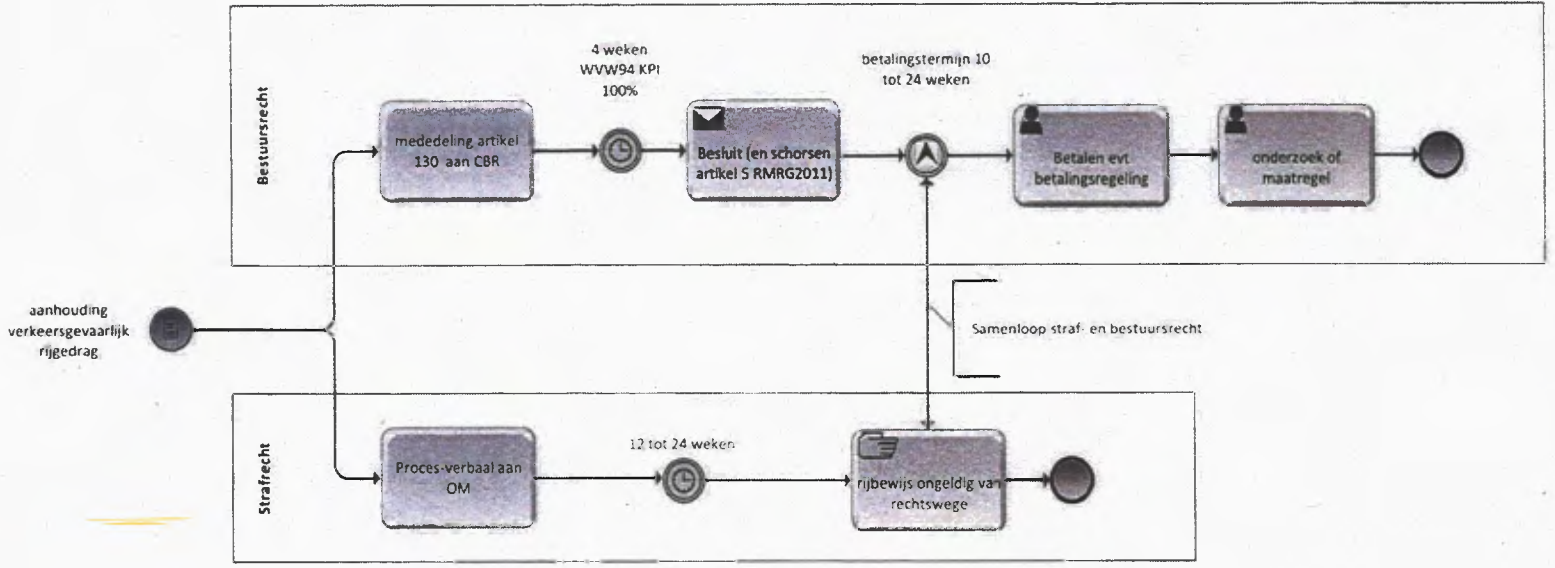 Bestuursrecht
4 weken
WVW94 KPI
100%
betalingstermijn 10
tot 24 weken
mededeling artikel
130 aan CBR
Besluit (en schorsen
artikel 5 RMRG2011)
Betalen evt
betalingsregeling
onderzoek of
maatregel
aanhouding
verkeersgevaarlijk
rijgedrag
Samenloop straf- en bestuursrecht
Strafrecht
Proces-verbaal aan
OM
12 tot 24 weken
rijbewijs ongeldig van
rechtswege